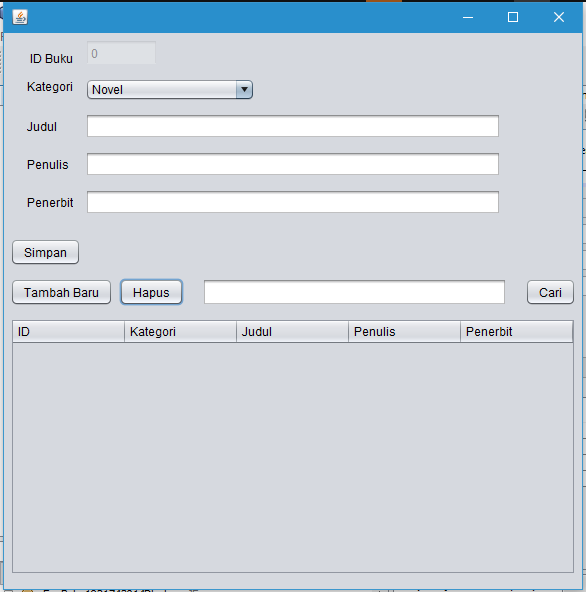 ID Buku 0
Kategori Novel
Judul
Penulis
Penerbit
Simpan
Tambah Baru Hapus Cari
ID Kategori Judul Penulis Penerbit